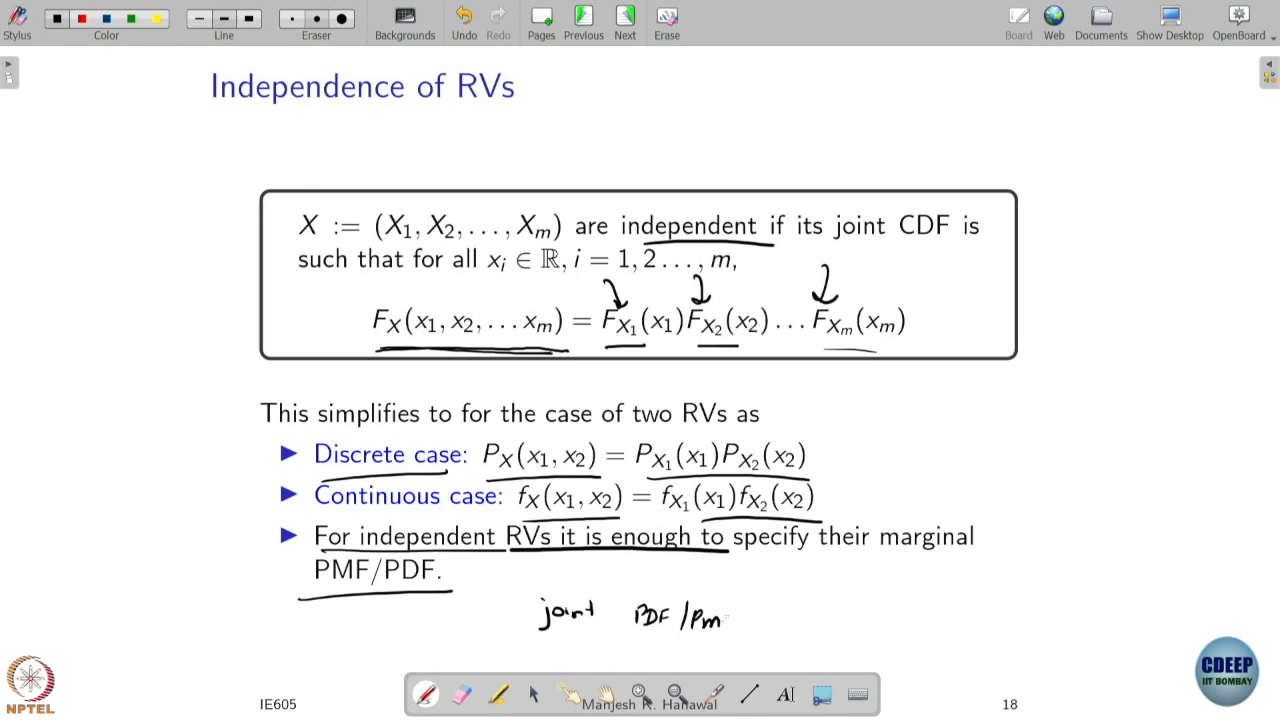 Stylus Color Line Eraser Backgrounds Undo Redo Pages Previous Next Erase Board Web Documents Show Desktop OpenBoard
Independence of RVs
X := (X₁, X₂, . . . , Xₘ) are independent if its joint CDF is
such that for all xᵢ ∈ ℝ, i = 1, 2 . . . , m,
F_X(x₁, x₂, . . . xₘ) = F_X₁(x₁)F_X₂(x₂) . . . F_Xₘ(xₘ)
This simplifies to for the case of two RVs as
▶ Discrete case: P_X(x₁, x₂) = P_X₁(x₁)P_X₂(x₂)
▶ Continuous case: f_X(x₁, x₂) = f_X₁(x₁)f_X₂(x₂)
▶ For independent RVs it is enough to specify their marginal
PMF/PDF.
joint PDF /Pm
CDEEP
IIT BOMBAY
NPTEL
IE605 Manjesh K. Hanawal 18